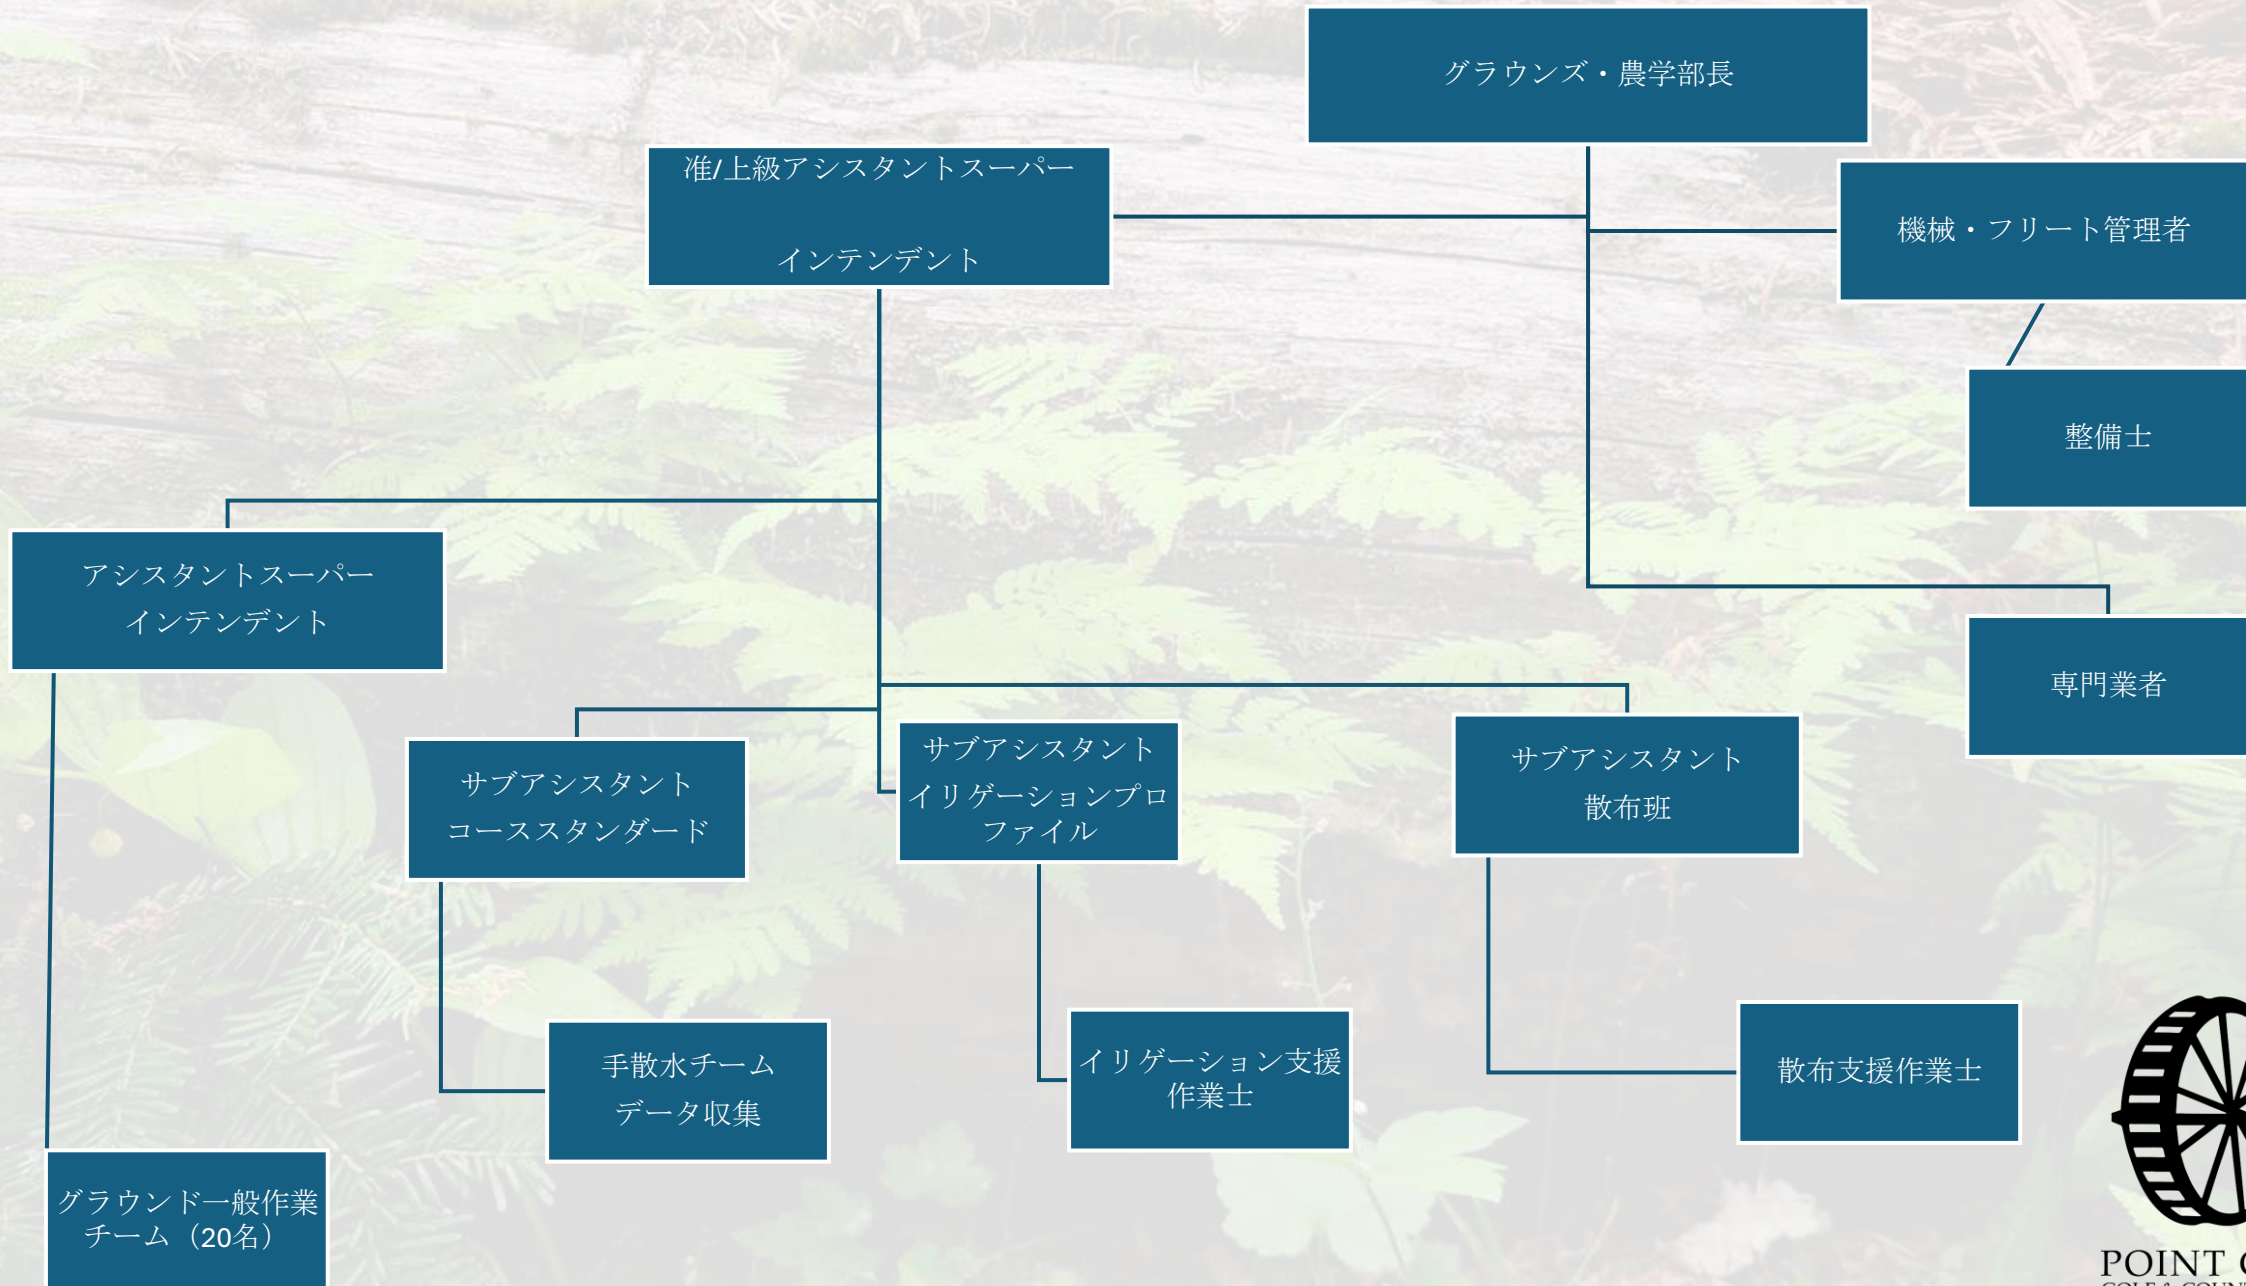 グラウンズ・農学部長
准/上級アシスタントスーパー
インテンデント
機械・フリート管理者
整備士
アシスタントスーパー
インテンデント
専門業者
サブアシスタント
コーススタンダード
サブアシスタント
イリゲーションプロ
ファイル
サブアシスタント
散布班
手散水チーム
データ収集
イリゲーション支援
作業士
散布支援作業士
グラウンド一般作業
チーム（20名）
POINT